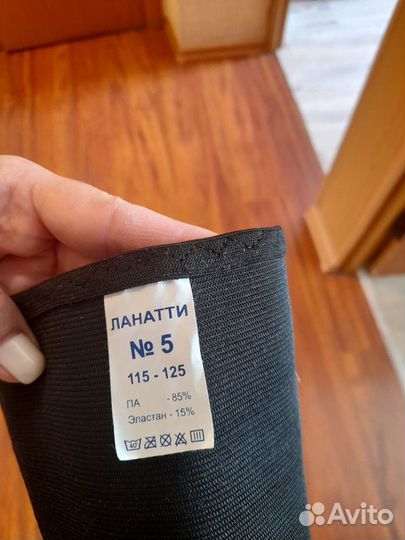 ЛАНАТТИ
№ 5
115 - 125
ПА - 85%
Эластан - 15%
40°
Avito